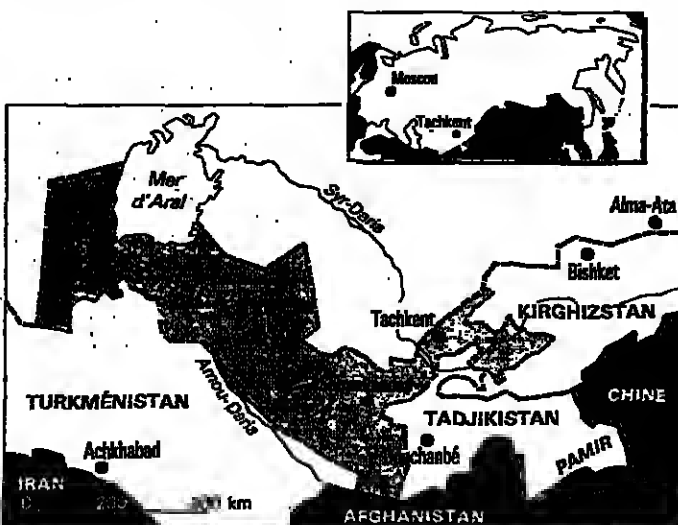 Moscou
Tachkent
Mer
d'Aral
Syr-Daria
Alma-Ata
Bishket
Tachkent
KIRGHIZSTAN
Amou-Daria
TURKMÉNISTAN
CHINE
TADJIKISTAN
Achkhabad
PAMIR
IRAN
km
AFGHANISTAN